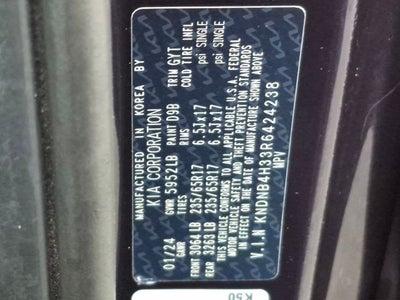 MANUFACTURED IN KOREA BY
KIA CORPORATION
01/24 GVWR 5952LB PAINT D9B TRIM GYT
TIRES RIMS COLD TIRE INFL
FRONT 3064LB 235/65R17 6.5Jx17 psi SINGLE
REAR 3263LB 235/65R17 6.5Jx17 psi SINGLE
THIS VEHICLE CONFORMS TO ALL APPLICABLE U.S.A. FEDERAL
MOTOR VEHICLE SAFETY AND THEFT PREVENTION STANDARDS
IN EFFECT ON THE DATE OF MANUFACTURE SHOWN ABOVE.
V.I.N KNDNB4H33R6424238
MPV
K50